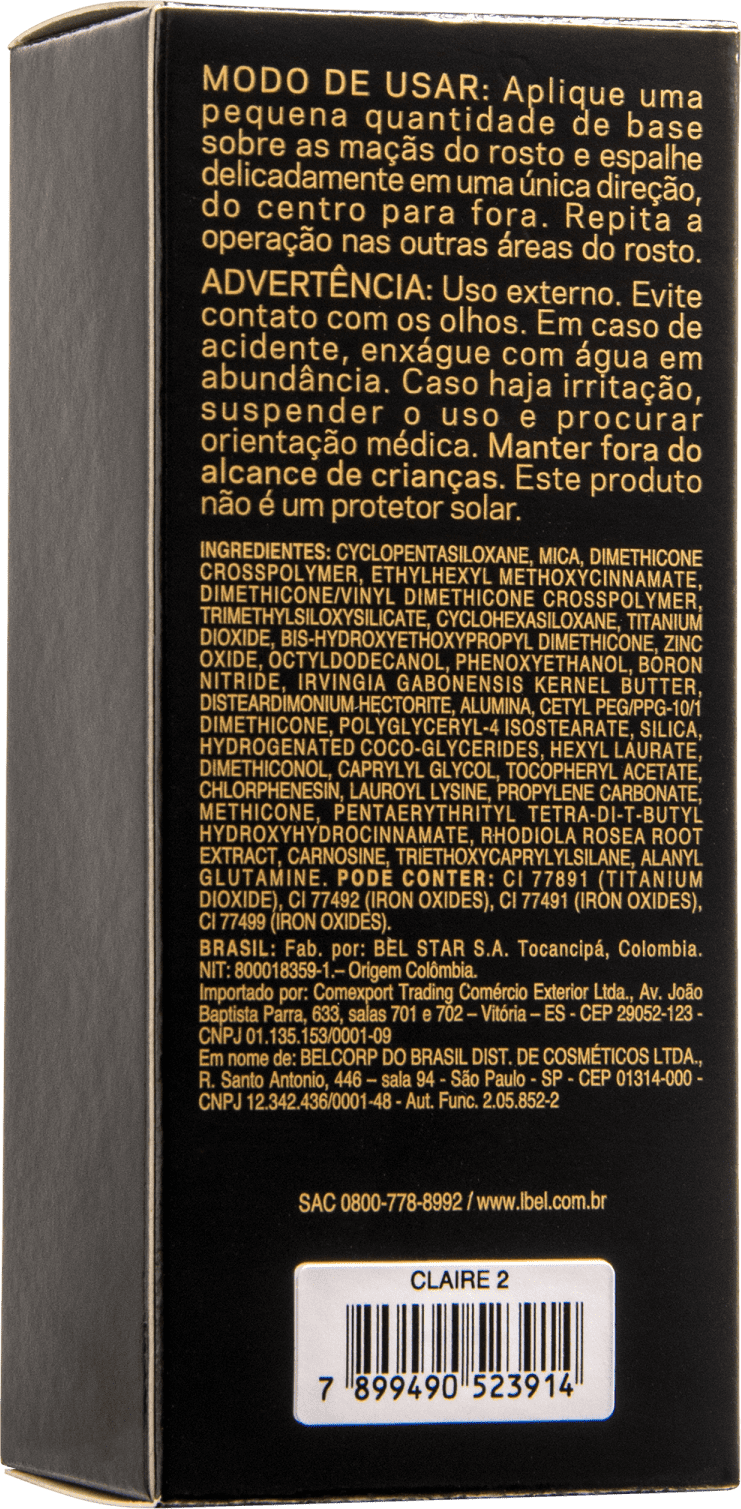 MODO DE USAR: Aplique uma
pequena quantidade de base
sobre as maçãs do rosto e espalhe
delicadamente em uma única direção,
do centro para fora. Repita a
operação nas outras áreas do rosto.
ADVERTÊNCIA: Uso externo. Evite
contato com os olhos. Em caso de
acidente, enxágue com água em
abundância. Caso haja irritação,
suspender o uso e procurar
orientação médica. Manter fora do
alcance de crianças. Este produto
não é um protetor solar.
INGREDIENTES: CYCLOPENTASILOXANE, MICA, DIMETHICONE
CROSSPOLYMER, ETHYLHEXYL METHOXYCINNAMATE,
DIMETHICONE/VINYL DIMETHICONE CROSSPOLYMER,
TRIMETHYLSILOXYSILICATE, CYCLOHEXASILOXANE, TITANIUM
DIOXIDE, BIS-HYDROXYETHOXYPROPYL DIMETHICONE, ZINC
OXIDE, OCTYLDODECANOL, PHENOXYETHANOL, BORON
NITRIDE, IRVINGIA GABONENSIS KERNEL BUTTER,
DISTEARDIMONIUM-HECTORITE, ALUMINA, CETYL PEG/PPG-10/1
DIMETHICONE, POLYGLYCERYL-4 ISOSTEARATE, SILICA,
HYDROGENATED COCO-GLYCERIDES, HEXYL LAURATE,
DIMETHICONOL, CAPRYLYL GLYCOL, TOCOPHERYL ACETATE,
CHLORPHENESIN, LAUROYL LYSINE, PROPYLENE CARBONATE,
METHICONE, PENTAERYTHRITYL TETRA-DI-T-BUTYL
HYDROXYHYDROCINNAMATE, RHODIOLA ROSEA ROOT
EXTRACT, CARNOSINE, TRIETHOXYCAPRYLYLSILANE, ALANYL
GLUTAMINE. PODE CONTER: CI 77891 (TITANIUM
DIOXIDE), CI 77492 (IRON OXIDES), CI 77491 (IRON OXIDES),
CI 77499 (IRON OXIDES).
BRASIL: Fab. por: BEL STAR S.A. Tocancipá, Colombia.
NIT: 800018359-1.– Origem Colômbia.
Importado por: Comexport Trading Comércio Exterior Ltda., Av. João
Baptista Parra, 633, salas 701 e 702 – Vitória – ES - CEP 29052-123 -
CNPJ 01.135.153/0001-09
Em nome de: BELCORP DO BRASIL DIST. DE COSMÉTICOS LTDA.,
R. Santo Antonio, 446 – sala 94 - São Paulo - SP - CEP 01314-000 -
CNPJ 12.342.436/0001-48 - Aut. Func. 2.05.852-2
SAC 0800-778-8992 / www.lbel.com.br
CLAIRE 2
7 899490 523914